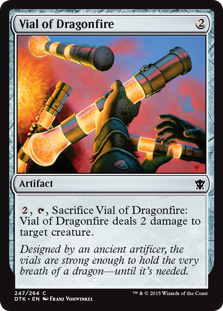 Vial of Dragonfire 2
Artifact
2, T, Sacrifice Vial of Dragonfire:
Vial of Dragonfire deals 2 damage to
target creature.
Designed by an ancient artificer, the
vials are strong enough to hold the
very breath of a dragon—until it's needed.
247/264 C
DTK • EN Franz Vohwinkel
™ & © 2015 Wizards of the Coast